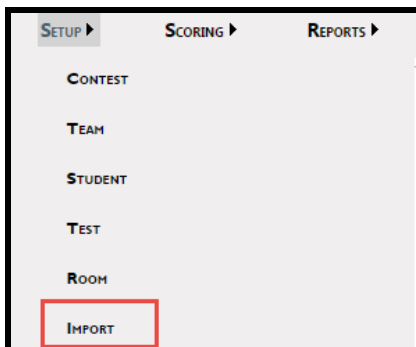 SETUP SCORING REPORTS
CONTEST
TEAM
STUDENT
TEST
ROOM
IMPORT